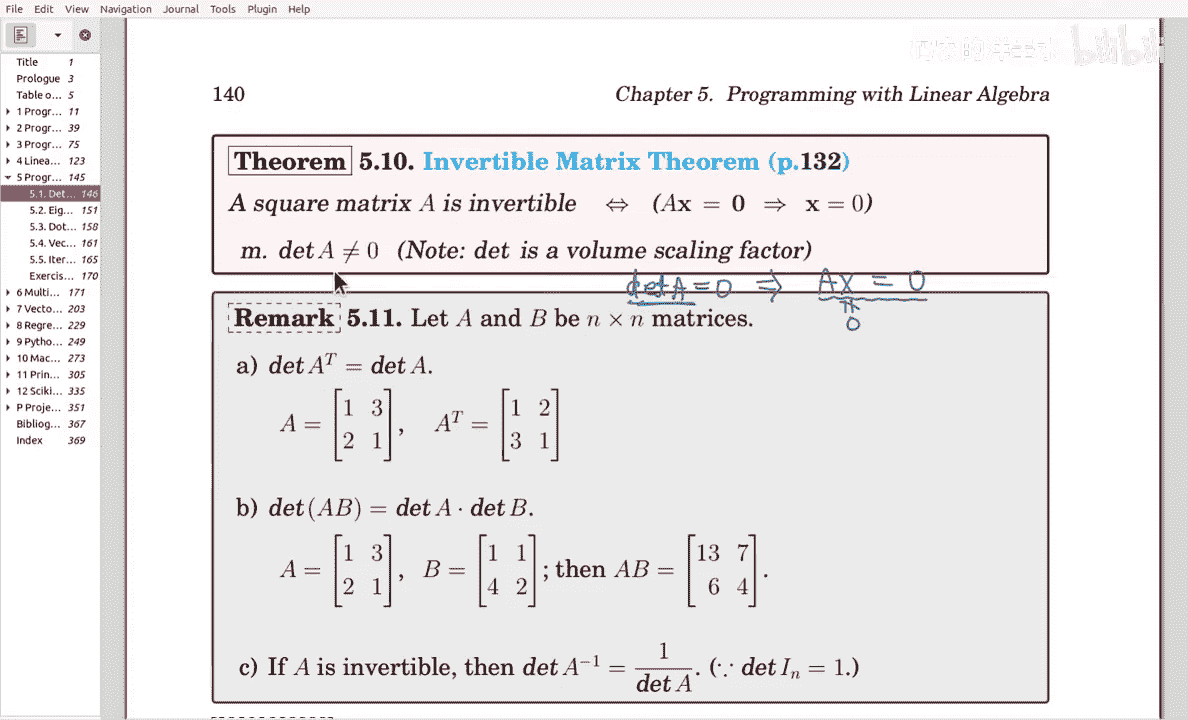 File Edit View Navigation Journal Tools Plugin Help
Title 1
Prologue 3
Table o... 5
1 Progr... 11
2 Progr... 39
3 Progr... 75
4 Linea... 123
5 Progr... 145
5.1. Det... 146
5.2. Eig... 151
5.3. Dot... 158
5.4. Vec... 161
5.5. Iter... 165
Exercis... 170
6 Multi... 171
7 Vecto... 203
8 Regre... 229
9 Pytho... 249
10 Mac... 273
11 Prin... 305
12 Sciki... 335
P Proje... 351
Bibliog... 367
Index 369
bilibili
140 Chapter 5. Programming with Linear Algebra
Theorem 5.10. Invertible Matrix Theorem (p.132)
A square matrix A is invertible ⇔ (Ax = 0 ⇒ x = 0)
m. det A ≠ 0 (Note: det is a volume scaling factor)
det A = 0 ⇒ Ax = 0
0
Remark 5.11. Let A and B be n × n matrices.
a) det Aᵀ = det A.
A = [1 3; 2 1], Aᵀ = [1 2; 3 1]
b) det(AB) = det A · det B.
A = [1 3; 2 1], B = [1 1; 4 2]; then AB = [13 7; 6 4].
c) If A is invertible, then det A⁻¹ = 1/det A. (∵ det Iₙ = 1.)